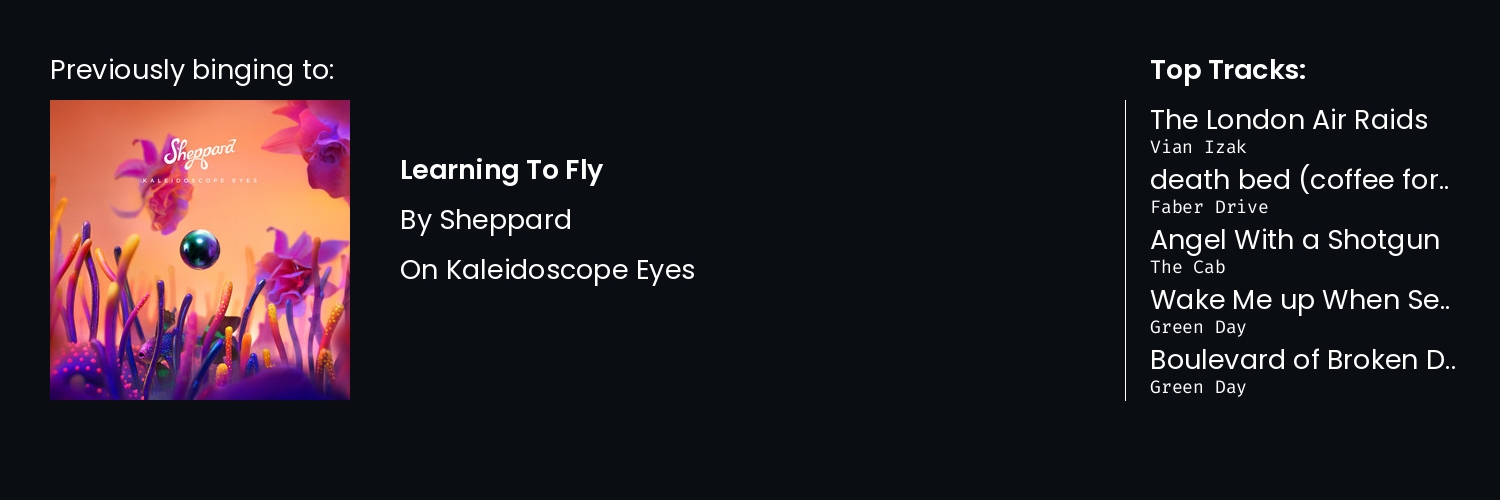 Previously binging to:
Sheppard
KALEIDOSCOPE EYES
Learning To Fly
By Sheppard
On Kaleidoscope Eyes
Top Tracks:
The London Air Raids
Vian Izak
death bed (coffee for..
Faber Drive
Angel With a Shotgun
The Cab
Wake Me up When Se..
Green Day
Boulevard of Broken D..
Green Day